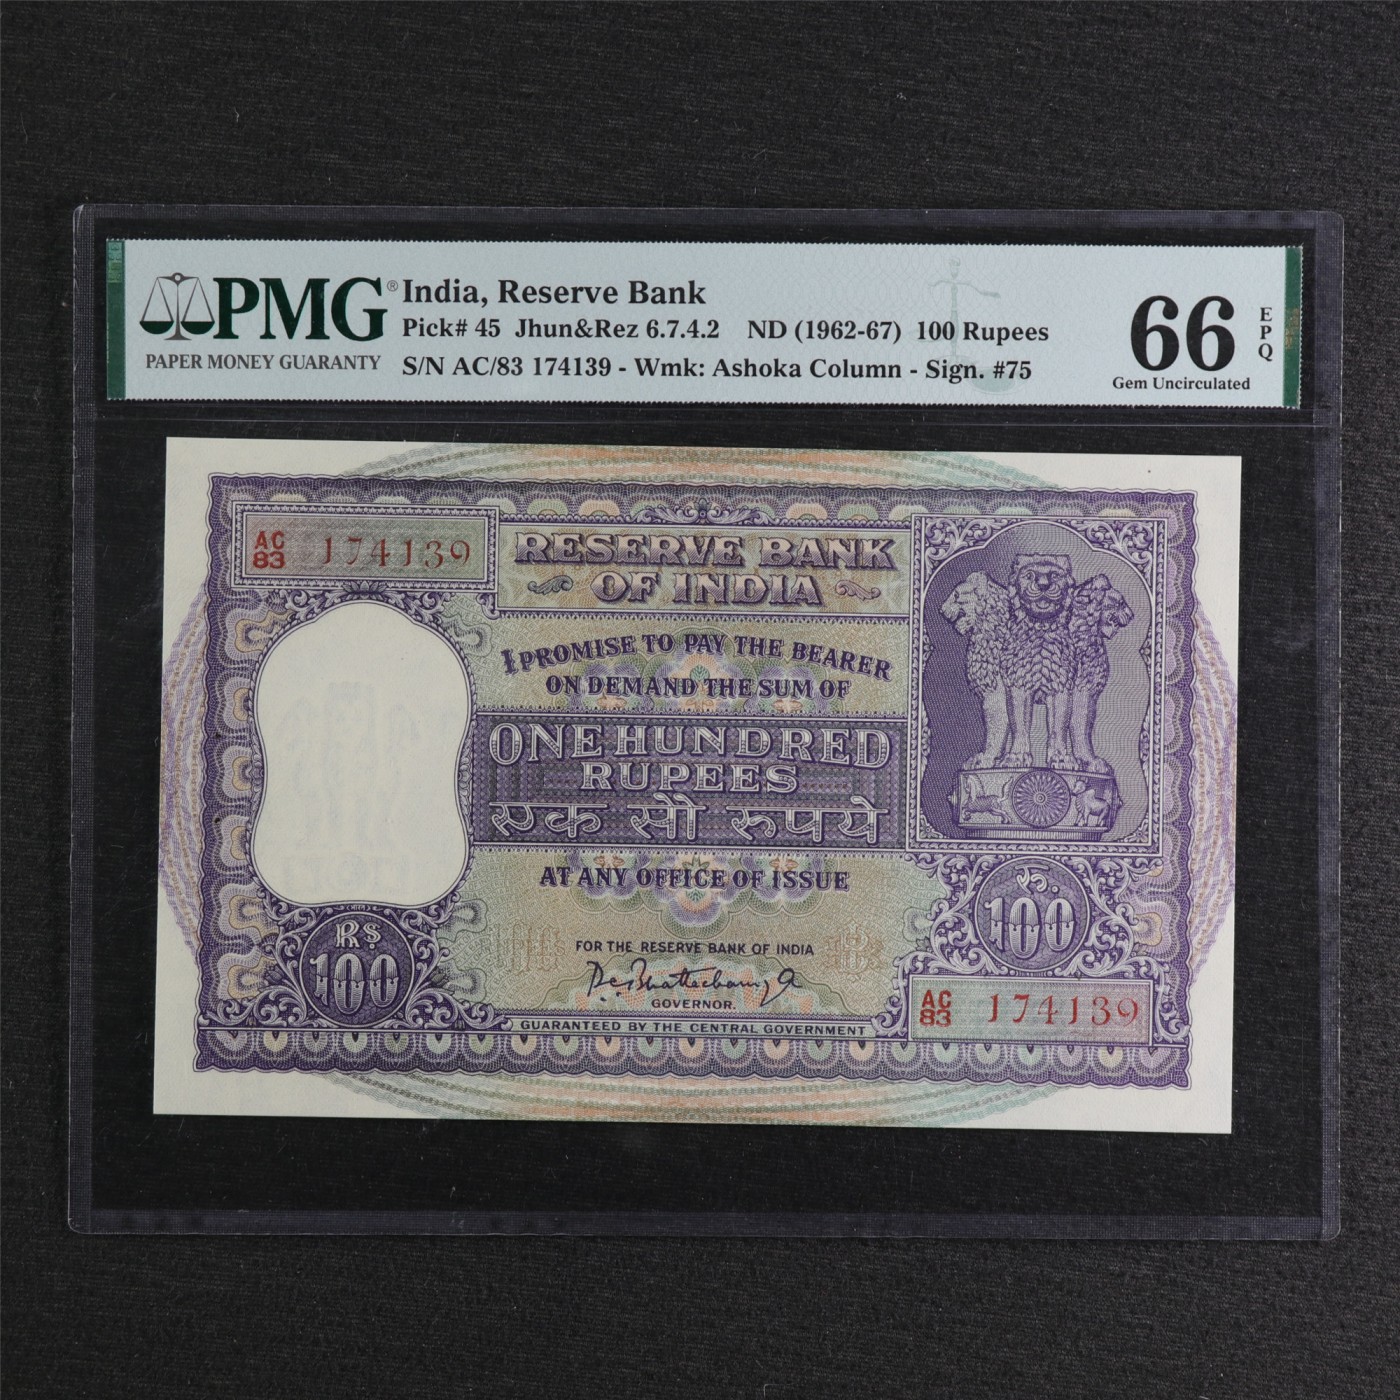 PMG®
PAPER MONEY GUARANTY
India, Reserve Bank
Pick# 45 Jhun&Rez 6.7.4.2 ND (1962-67) 100 Rupees
S/N AC/83 174139 - Wmk: Ashoka Column - Sign. #75
66
EPQ
Gem Uncirculated
AC
83 174139
RESERVE BANK
OF INDIA
I PROMISE TO PAY THE BEARER
ON DEMAND THE SUM OF
ONE HUNDRED
RUPEES
एक सौ रुपये
AT ANY OFFICE OF ISSUE
FOR THE RESERVE BANK OF INDIA
P.C. Bhattacharyya
GOVERNOR.
GUARANTEED BY THE CENTRAL GOVERNMENT
Rs
100
रु.
100
AC
83 174139